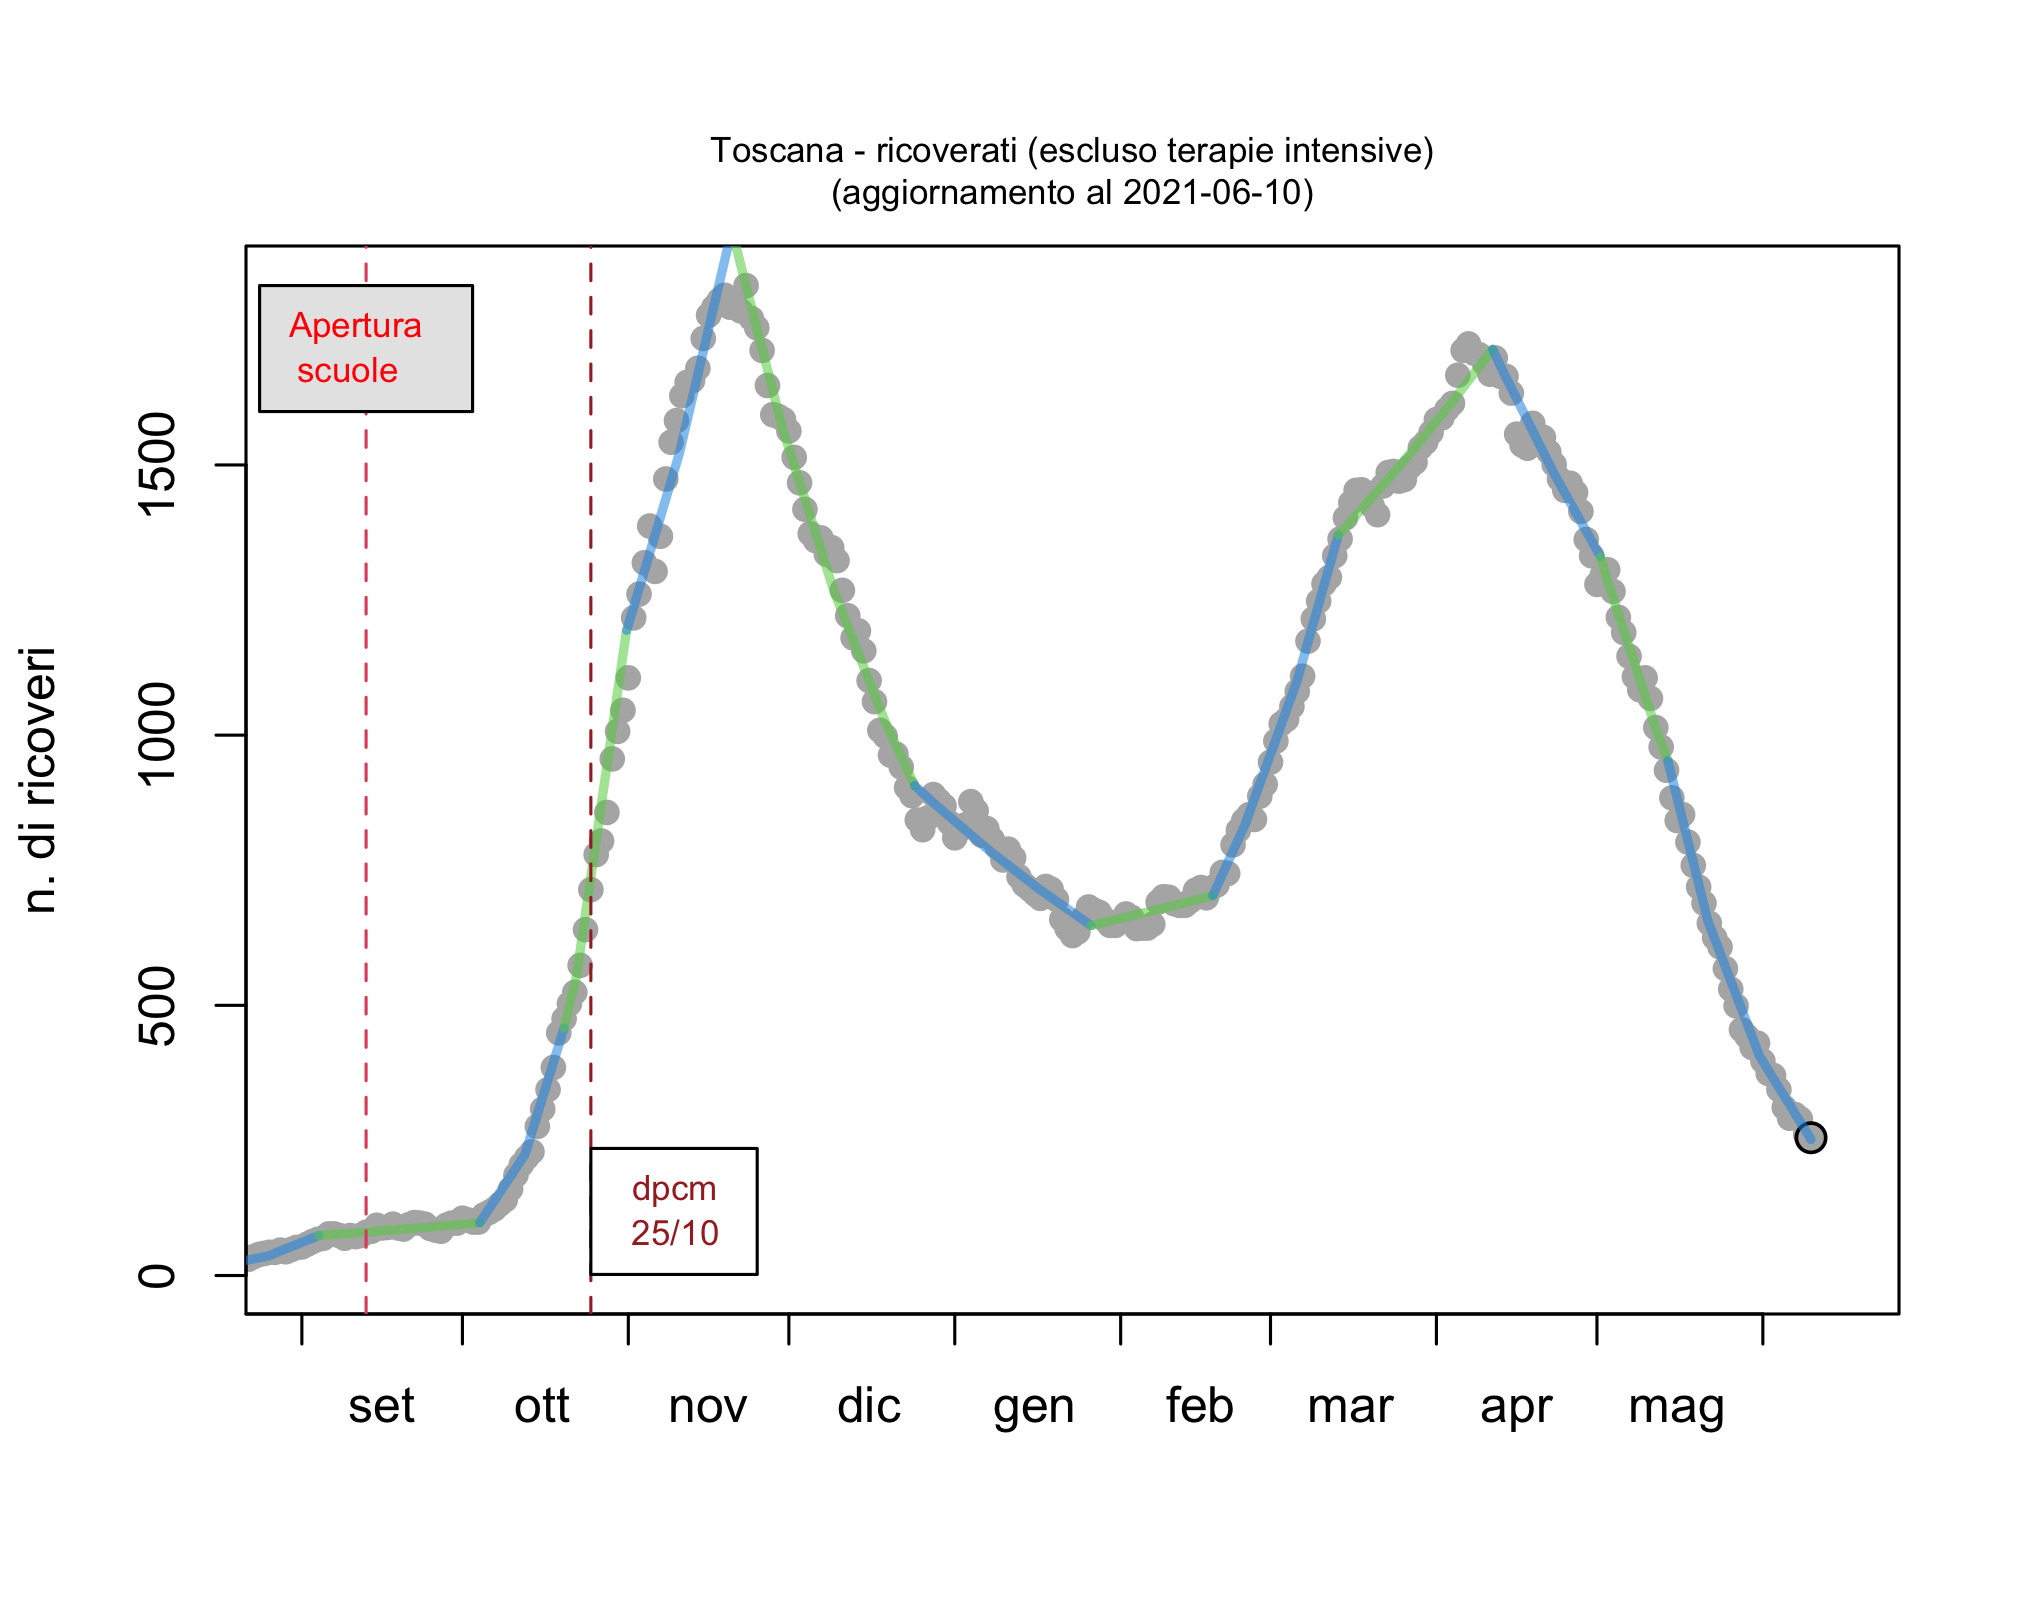 Toscana - ricoverati (escluso terapie intensive)
(aggiornamento al 2021-06-10)
Apertura
scuole
dpcm
25/10
n. di ricoveri
1500
1000
500
0
set ott nov dic gen feb mar apr mag